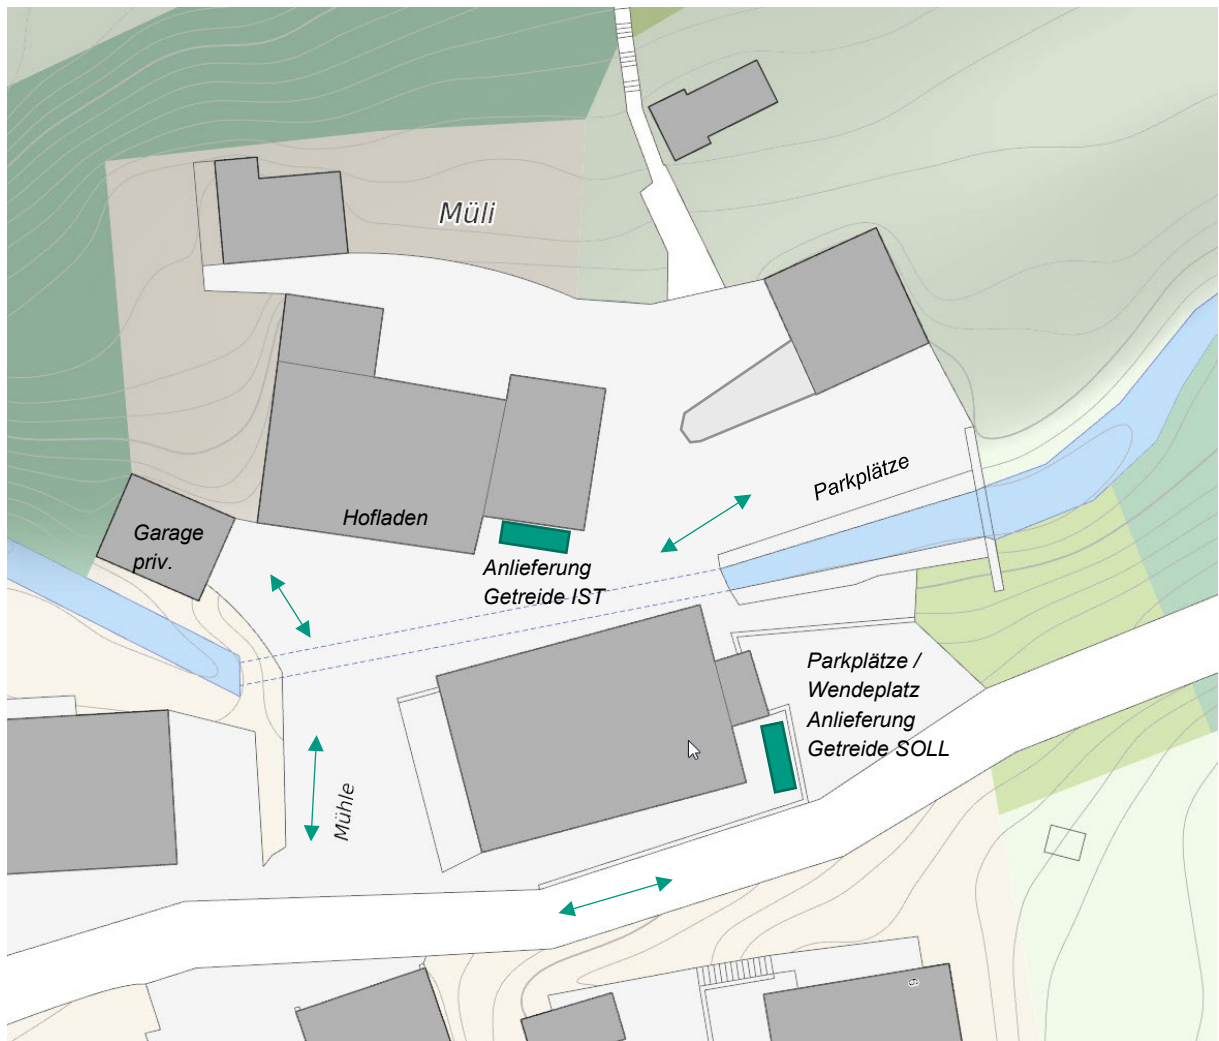 Müli
Parkplätze
Hofladen
Garage
priv.
Anlieferung
Getreide IST
Parkplätze /
Wendeplatz
Anlieferung
Getreide SOLL
Mühle